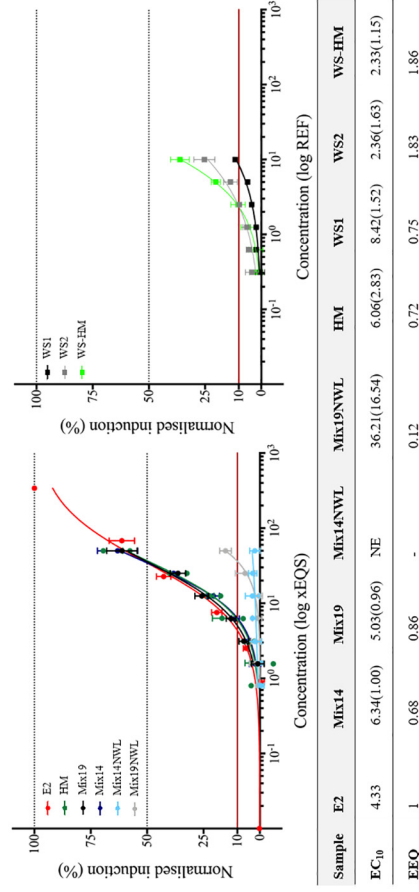 E2
HM
Mix19
Mix14
Mix14NWL
Mix19NWL
100
75
50
25
10
0
Normalised induction (%)
10-1
100
101
102
103
Concentration (log xEQS)
WS1
WS2
WS-HM
100
75
50
25
10
0
Normalised induction (%)
10-1
100
101
102
103
Concentration (log REF)
Sample E2 Mix14 Mix19 Mix14NWL Mix19NWL HM WS1 WS2 WS-HM
EC10 4.33 6.34(1.00) 5.03(0.96) NE 36.21(16.54) 6.06(2.83) 8.42(1.52) 2.36(1.63) 2.33(1.15)
EEQ 1 0.68 0.86 - 0.12 0.72 0.75 1.83 1.86